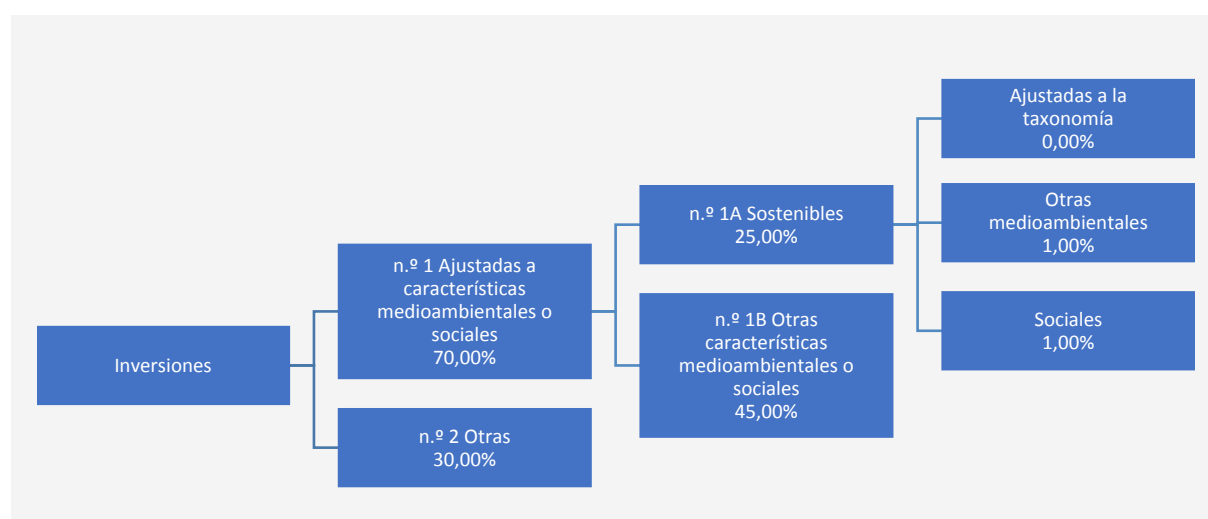 Inversiones
n.º 1 Ajustadas a
características
medioambientales o
sociales
70,00%
n.º 2 Otras
30,00%
n.º 1A Sostenibles
25,00%
n.º 1B Otras
características
medioambientales o
sociales
45,00%
Ajustadas a la
taxonomía
0,00%
Otras
medioambientales
1,00%
Sociales
1,00%